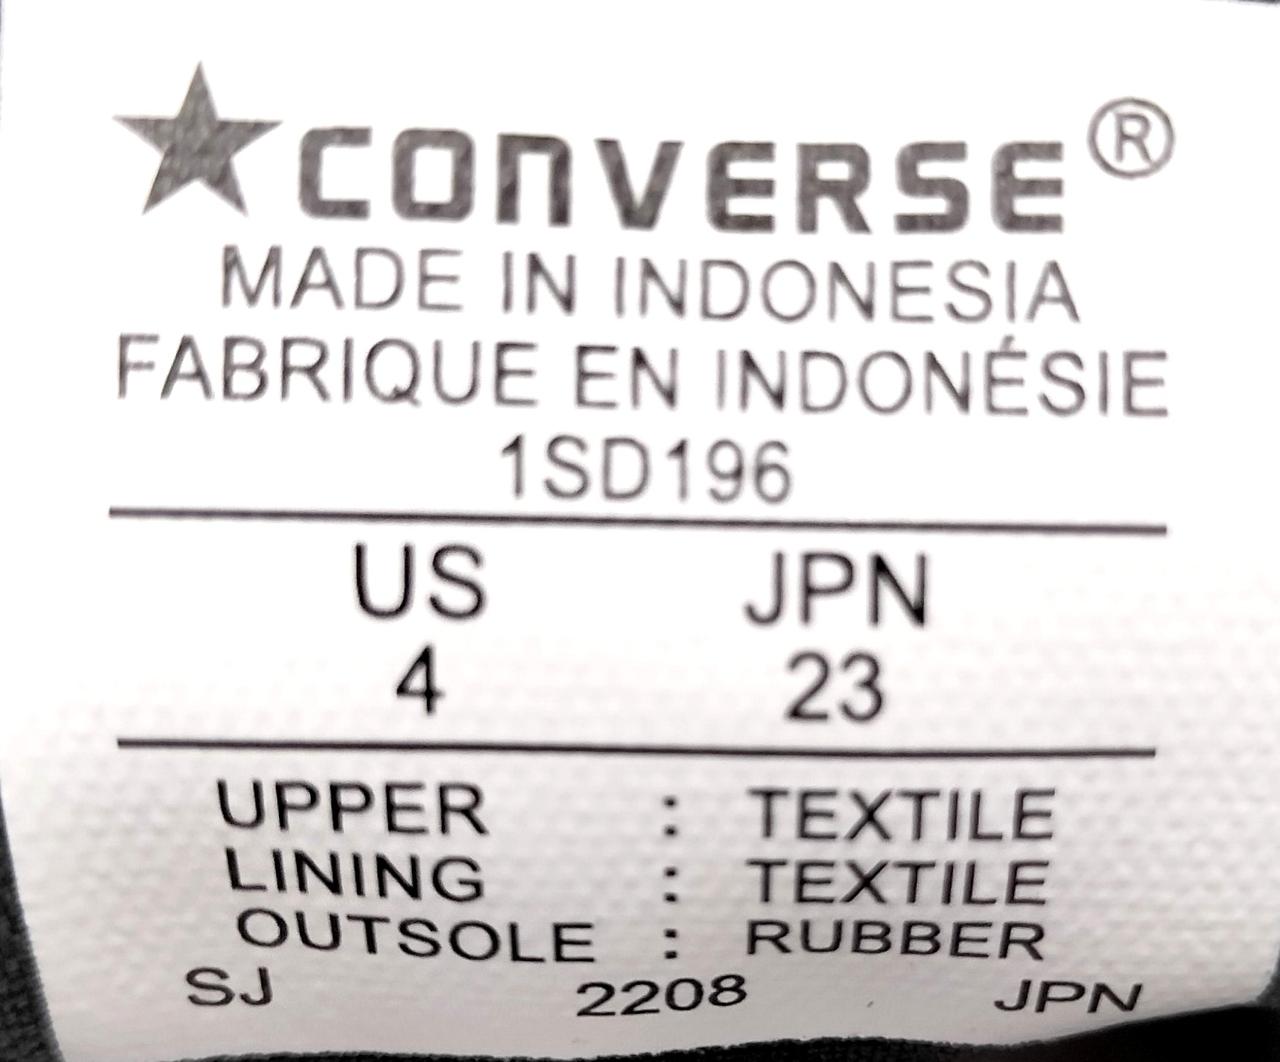 CONVERSE®
MADE IN INDONESIA
FABRIQUE EN INDONÉSIE
1SD196
US JPN
4 23
UPPER : TEXTILE
LINING : TEXTILE
OUTSOLE : RUBBER
SJ 2208 JPN